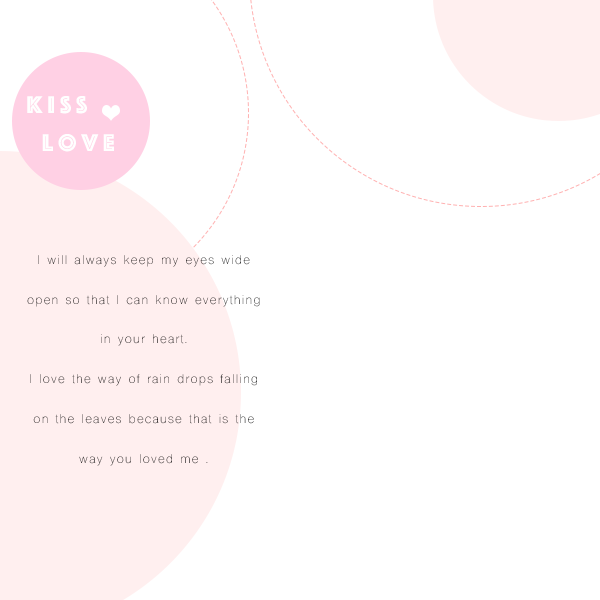 KISS
LOVE
I will always keep my eyes wide
open so that I can know everything
in your heart.
I love the way of rain drops falling
on the leaves because that is the
way you loved me .